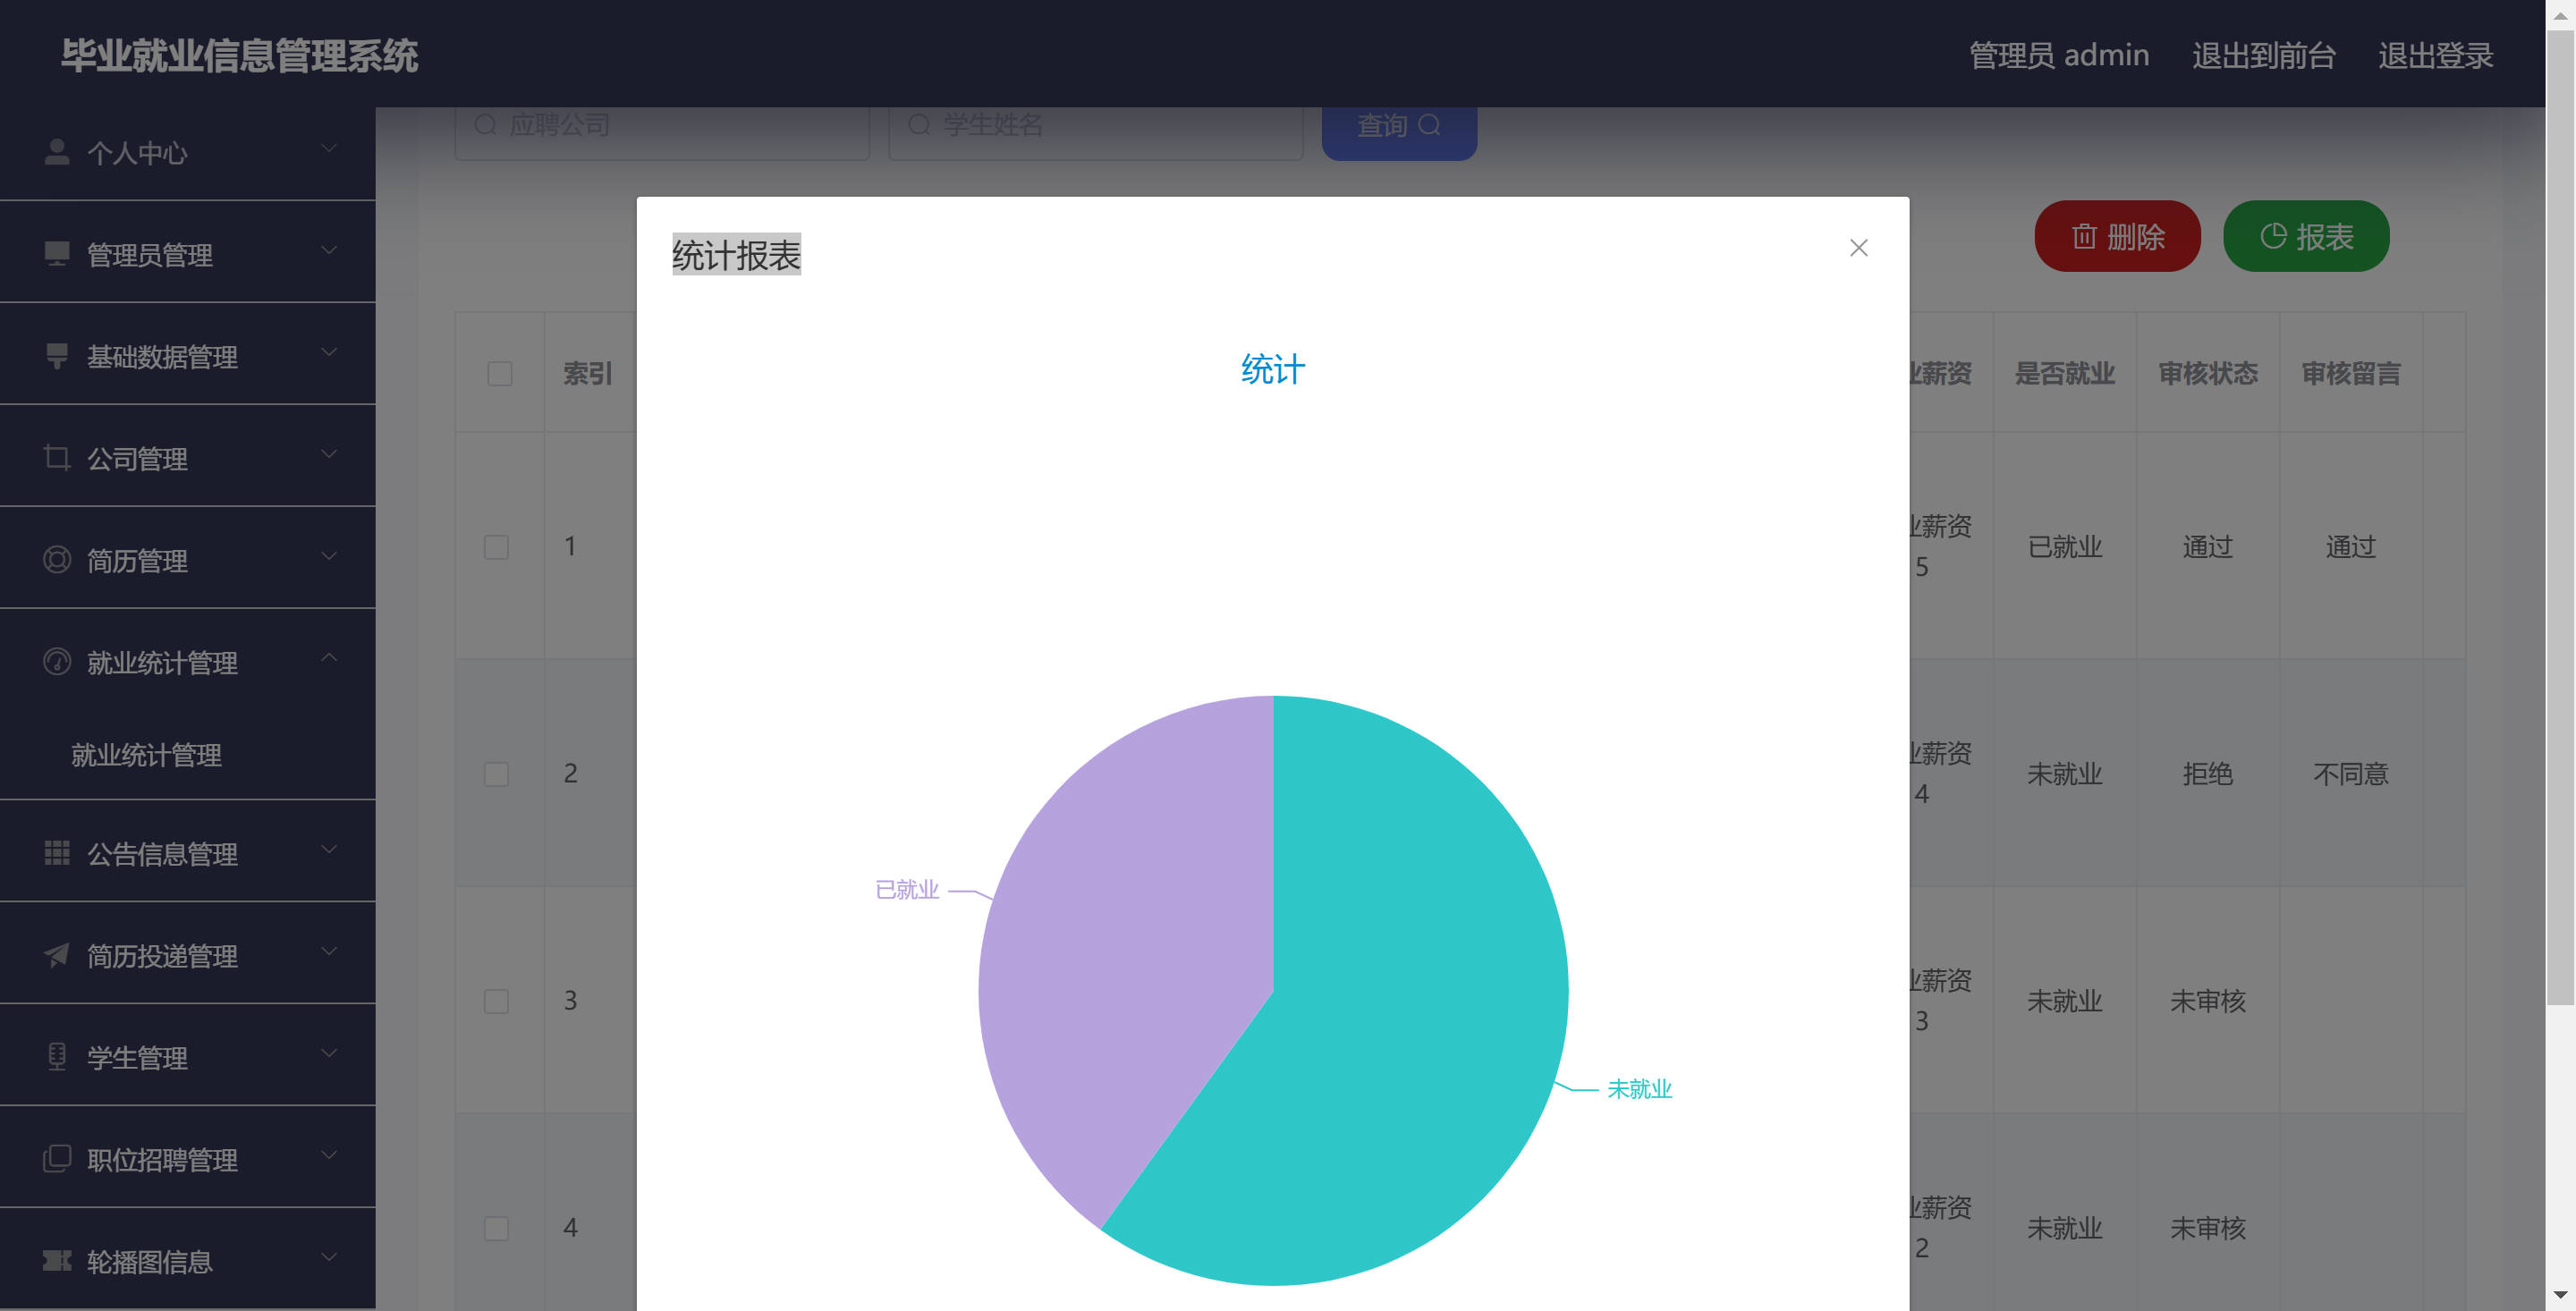 毕业就业信息管理系统
管理员 admin
退出到前台
退出登录
个人中心
管理员管理
基础数据管理
公司管理
简历管理
就业统计管理
就业统计管理
公告信息管理
简历投递管理
学生管理
职位招聘管理
轮播图信息
应聘公司
学生姓名
查询
删除
报表
统计报表
统计
已就业
未就业
索引
业薪资
是否就业
审核状态
审核留言
1
业薪资
5
已就业
通过
通过
2
业薪资
4
未就业
拒绝
不同意
3
业薪资
3
未就业
未审核
4
业薪资
2
未就业
未审核